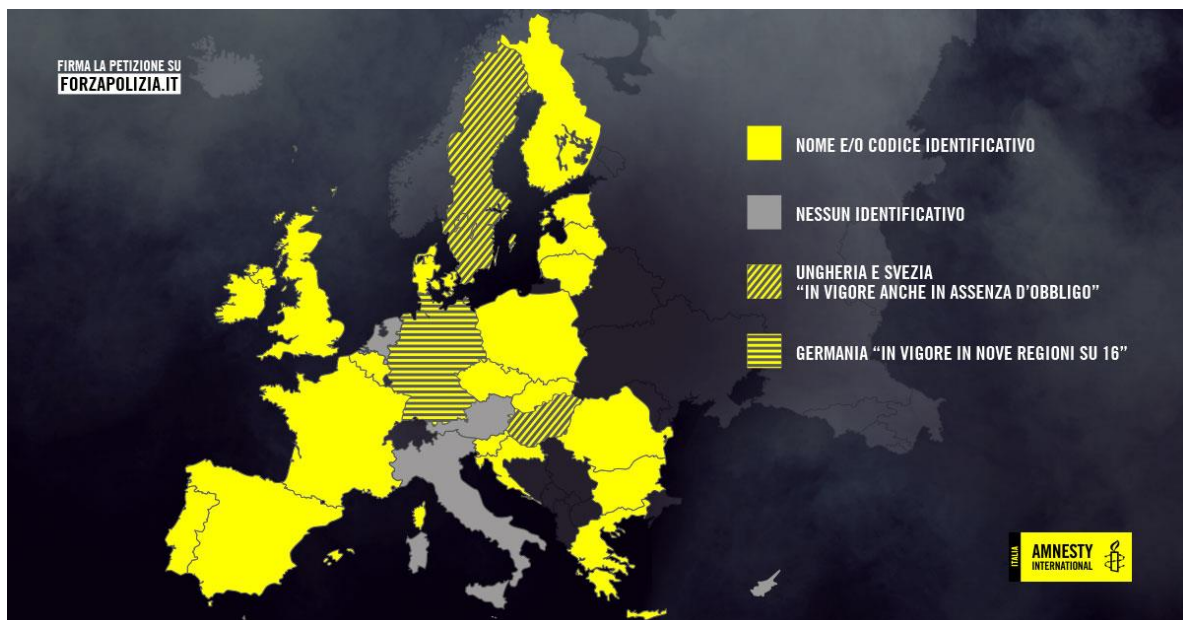 FIRMA LA PETIZIONE SU
FORZAPOLIZIA.IT
NOME E/O CODICE IDENTIFICATIVO
NESSUN IDENTIFICATIVO
UNGHERIA E SVEZIA
“IN VIGORE ANCHE IN ASSENZA D’OBBLIGO”
GERMANIA “IN VIGORE IN NOVE REGIONI SU 16”
ITALIA
AMNESTY
INTERNATIONAL